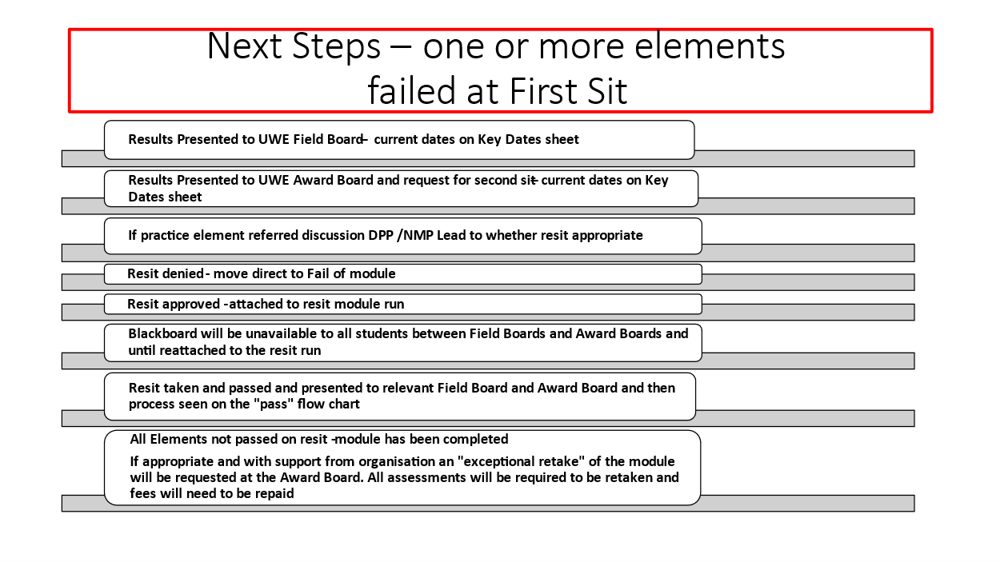 Next Steps – one or more elements
failed at First Sit
Results Presented to UWE Field Board– current dates on Key Dates sheet
Results Presented to UWE Award Board and request for second sit- current dates on Key
Dates sheet
If practice element referred discussion DPP /NMP Lead to whether resit appropriate
Resit denied - move direct to Fail of module
Resit approved -attached to resit module run
Blackboard will be unavailable to all students between Field Boards and Award Boards and
until reattached to the resit run
Resit taken and passed and presented to relevant Field Board and Award Board and then
process seen on the "pass" flow chart
All Elements not passed on resit -module has been completed
If appropriate and with support from organisation an "exceptional retake" of the module
will be requested at the Award Board. All assessments will be required to be retaken and
fees will need to be repaid